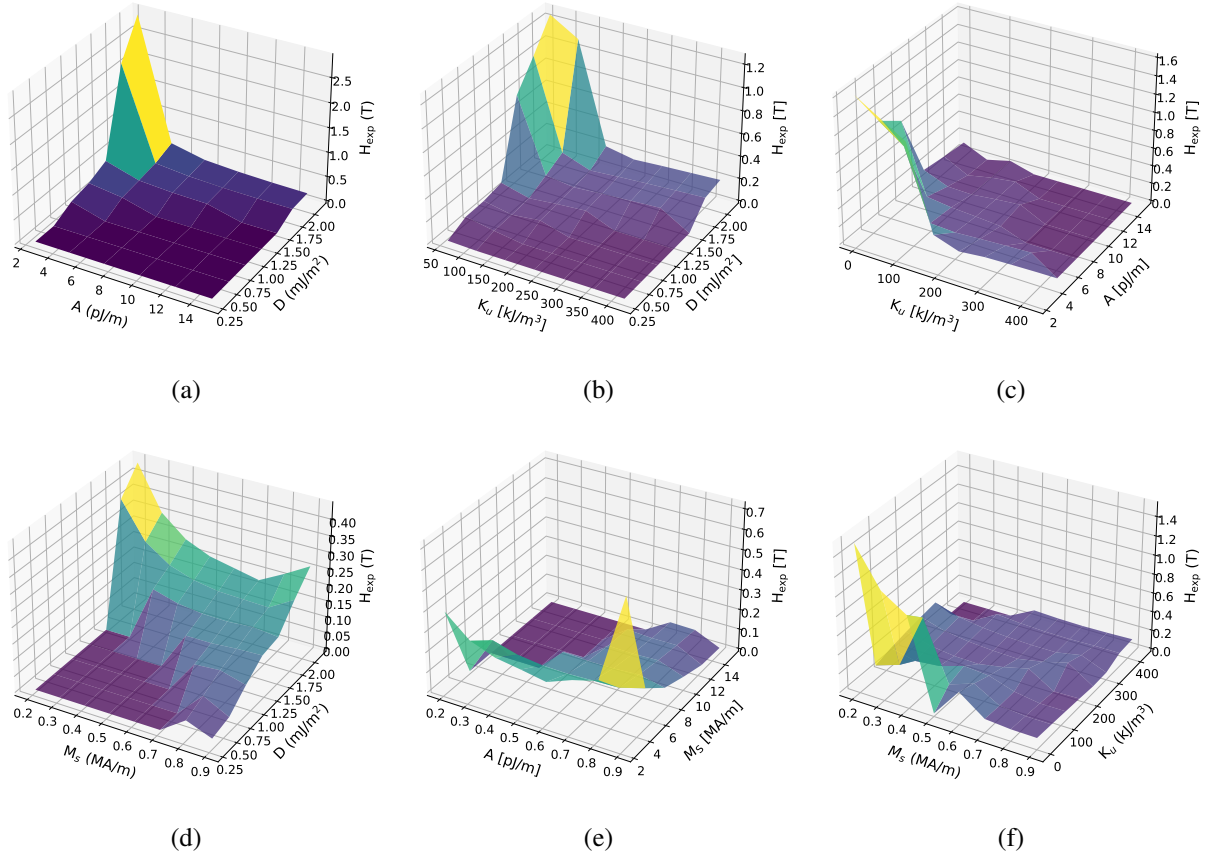 2.5
2.0
1.5
1.0
0.5
0.0
H_exp (T)
2 4 6 8 10 12 14
A (pJ/m)
0.25 0.50 0.75 1.00 1.25 1.50 1.75 2.00
D (mJ/m²)
(a)
1.2
1.0
0.8
0.6
0.4
0.2
0.0
H_exp [T]
50 100 150 200 250 300 350 400
K_u [kJ/m³]
0.25 0.50 0.75 1.00 1.25 1.50 1.75 2.00
D [mJ/m²]
(b)
1.6
1.4
1.2
1.0
0.8
0.6
0.4
0.2
0.0
H_exp [T]
0 100 200 300 400
K_u [kJ/m³]
2 4 6 8 10 12 14
A [pJ/m]
(c)
0.40
0.35
0.30
0.25
0.20
0.15
0.10
0.05
0.00
H_exp (T)
0.2 0.3 0.4 0.5 0.6 0.7 0.8 0.9
M_s (MA/m)
0.25 0.50 0.75 1.00 1.25 1.50 1.75 2.00
D (mJ/m²)
(d)
0.7
0.6
0.5
0.4
0.3
0.2
0.1
0.0
H_exp [T]
0.2 0.3 0.4 0.5 0.6 0.7 0.8 0.9
A [pJ/m]
2 4 6 8 10 12 14
M_s [MA/m]
(e)
1.4
1.2
1.0
0.8
0.6
0.4
0.2
0.0
H_exp (T)
0.2 0.3 0.4 0.5 0.6 0.7 0.8 0.9
M_s (MA/m)
0 100 200 300 400
K_u (kJ/m³)
(f)